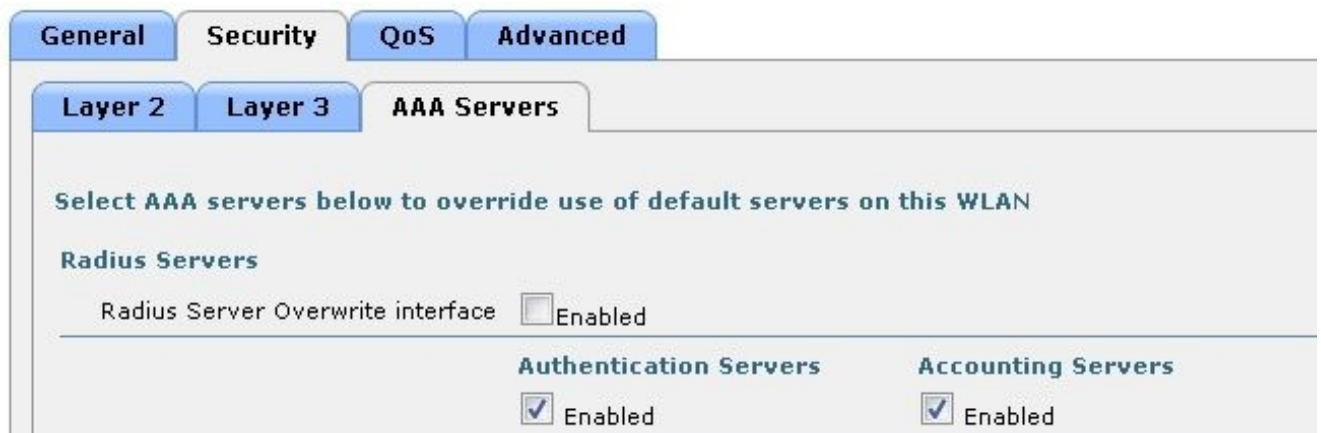 General Security QoS Advanced
Layer 2 Layer 3 AAA Servers
Select AAA servers below to override use of default servers on this WLAN
Radius Servers
Radius Server Overwrite interface Enabled
Authentication Servers Accounting Servers
Enabled Enabled